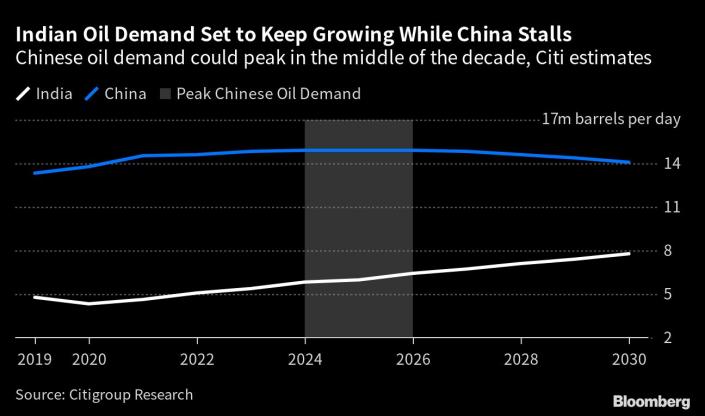 Indian Oil Demand Set to Keep Growing While China Stalls
Chinese oil demand could peak in the middle of the decade, Citi estimates
India China Peak Chinese Oil Demand
17m barrels per day
14
11
8
5
2
2019 2020 2022 2024 2026 2028 2030
Source: Citigroup Research
Bloomberg